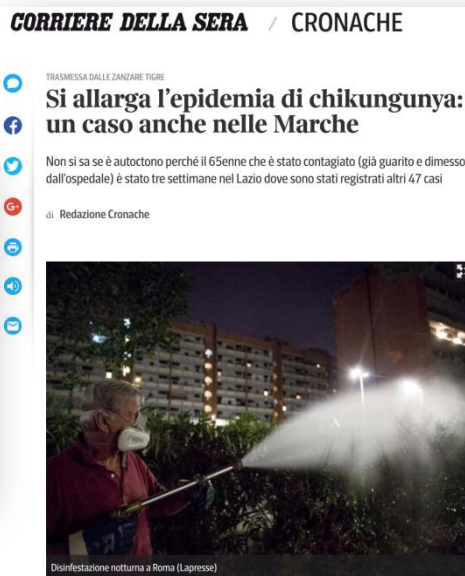 CORRIERE DELLA SERA / CRONACHE
TRASMESSA DALLE ZANZARE TIGRE
Si allarga l'epidemia di chikungunya:
un caso anche nelle Marche
Non si sa se è autoctono perché il 65enne che è stato contagiato (già guarito e dimesso
dall'ospedale) è stato tre settimane nel Lazio dove sono stati registrati altri 47 casi
di Redazione Cronache
G+
Disinfestazione notturna a Roma (Lapresse)